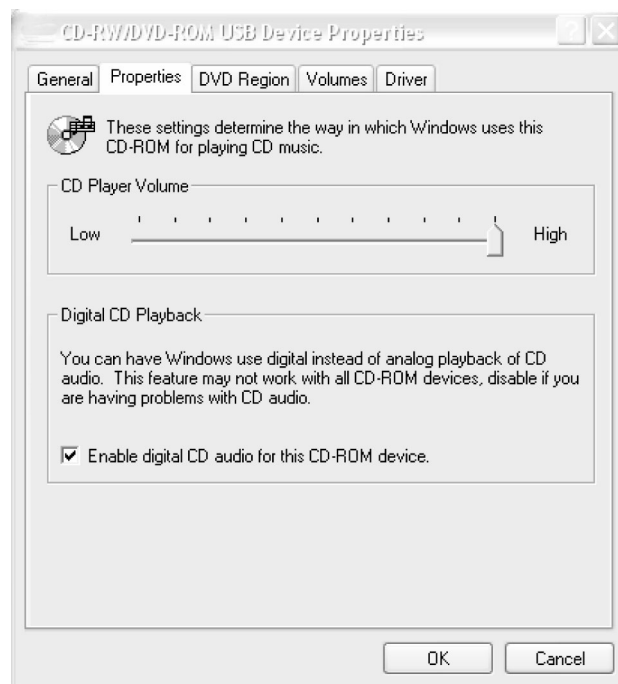 CD-RW/DVD-ROM USB Device Properties
General Properties DVD Region Volumes Driver
These settings determine the way in which Windows uses this
CD-ROM for playing CD music.
CD Player Volume
Low High
Digital CD Playback
You can have Windows use digital instead of analog playback of CD
audio. This feature may not work with all CD-ROM devices, disable if you
are having problems with CD audio.
Enable digital CD audio for this CD-ROM device.
OK Cancel